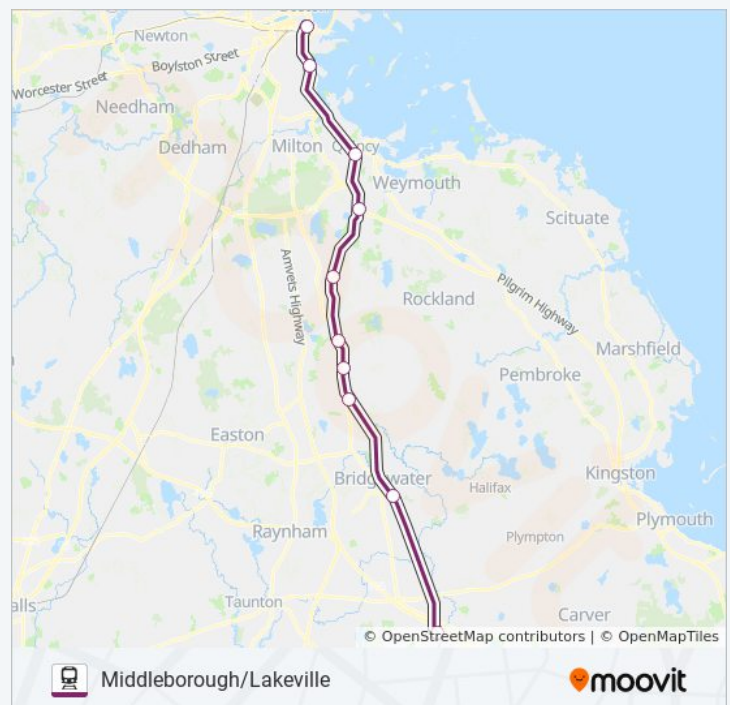 Newton
Boylston Street
Worcester Street
Needham
Dedham
Milton
Quincy
Weymouth
Scituate
Amvets Highway
Pilgrim Highway
Rockland
Marshfield
Pembroke
Easton
Bridgewater
Halifax
Kingston
Plymouth
Raynham
Plympton
Taunton
alls
Carver
© OpenStreetMap contributors | © OpenMapTiles
Middleborough/Lakeville
moovit